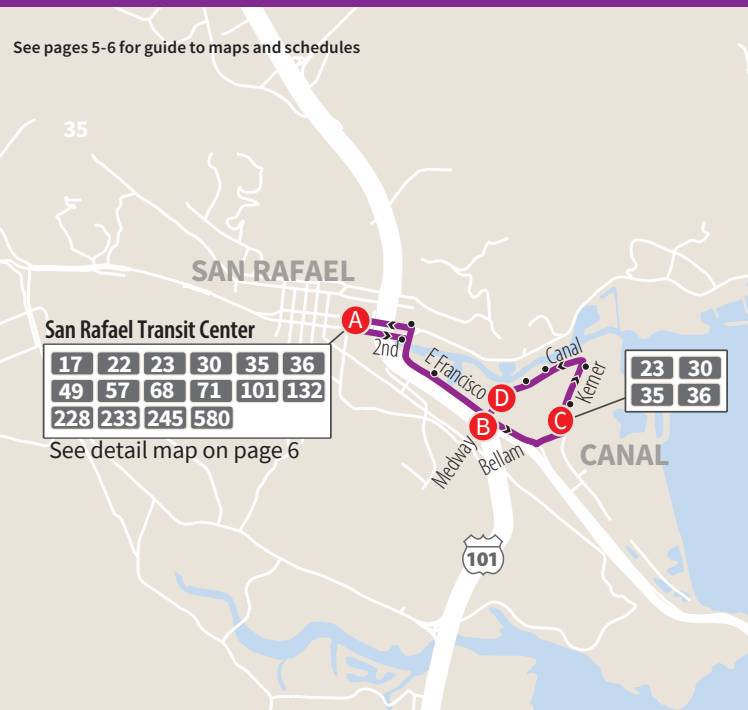 See pages 5-6 for guide to maps and schedules
35
SAN RAFAEL
San Rafael Transit Center
17 22 23 30 35 36
49 57 68 71 101 132
228 233 245 580
See detail map on page 6
A
2nd
E Francisco
Canal
Kerner
23 30
35 36
D
B
C
Medway
Bellam
CANAL
101